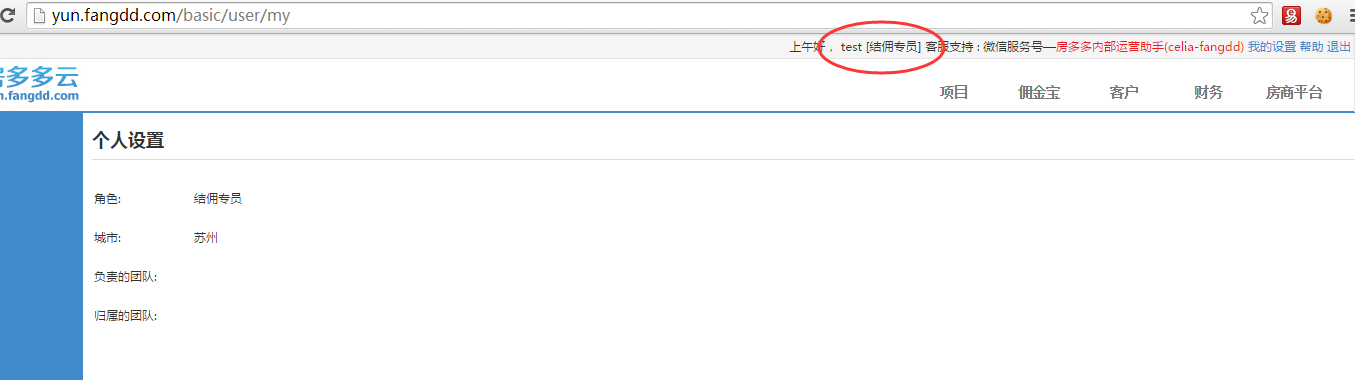 yun.fangdd.com/basic/user/my
上午好 ， test [结佣专员] 客服支持 : 微信服务号—房多多内部运营助手(celia-fangdd) 我的设置 帮助 退出
房多多云
n.fangdd.com
项目 佣金宝 客户 财务 房商平台
个人设置
角色: 结佣专员
城市: 苏州
负责的团队:
归属的团队: